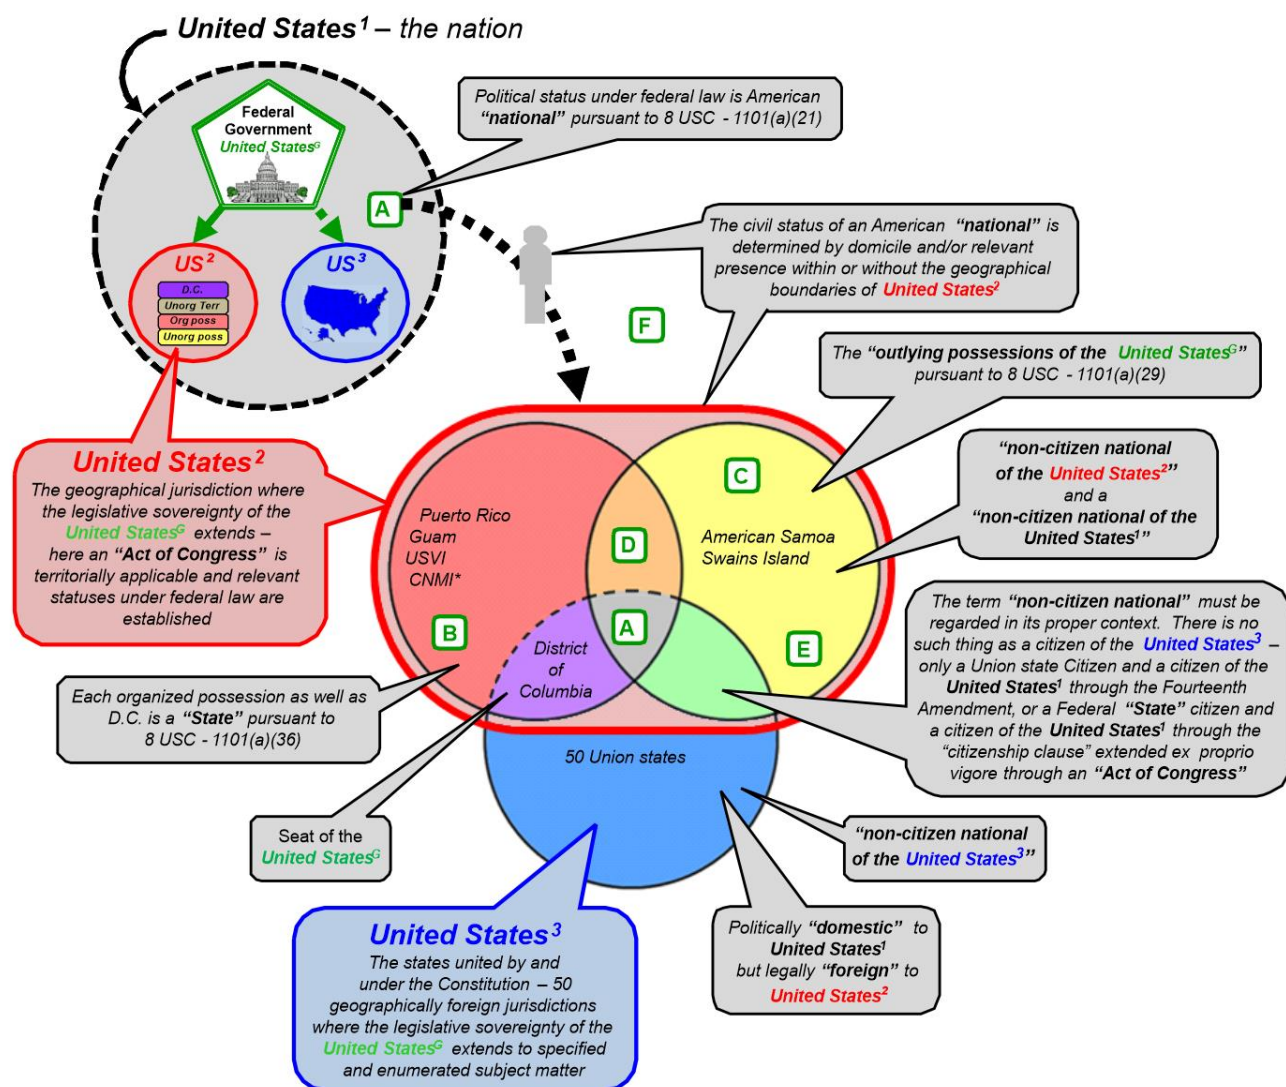 United States¹ – the nation
Federal
Government
United Statesᴳ
A
US²
D.C.
Unorg Terr
Org poss
Unorg poss
US³
Political status under federal law is American
“national” pursuant to 8 USC - 1101(a)(21)
The civil status of an American “national” is
determined by domicile and/or relevant
presence within or without the geographical
boundaries of United States²
F
The “outlying possessions of the United Statesᴳ”
pursuant to 8 USC - 1101(a)(29)
United States²
The geographical jurisdiction where
the legislative sovereignty of the
United Statesᴳ extends –
here an “Act of Congress” is
territorially applicable and relevant
statuses under federal law are
established
“non-citizen national
of the United States²”
and a
“non-citizen national of the
United States¹”
Puerto Rico
Guam
USVI
CNMI*
B
D
C
American Samoa
Swains Island
A
E
District
of
Columbia
The term “non-citizen national” must be
regarded in its proper context. There is no
such thing as a citizen of the United States³ –
only a Union state Citizen and a citizen of the
United States¹ through the Fourteenth
Amendment, or a Federal “State” citizen and
a citizen of the United States¹ through the
“citizenship clause” extended ex proprio
vigore through an “Act of Congress”
Each organized possession as well as
D.C. is a “State” pursuant to
8 USC - 1101(a)(36)
50 Union states
Seat of the
United Statesᴳ
“non-citizen national
of the United States³”
United States³
The states united by and
under the Constitution – 50
geographically foreign jurisdictions
where the legislative sovereignty of the
United Statesᴳ extends to specified
and enumerated subject matter
Politically “domestic” to
United States¹
but legally “foreign” to
United States²